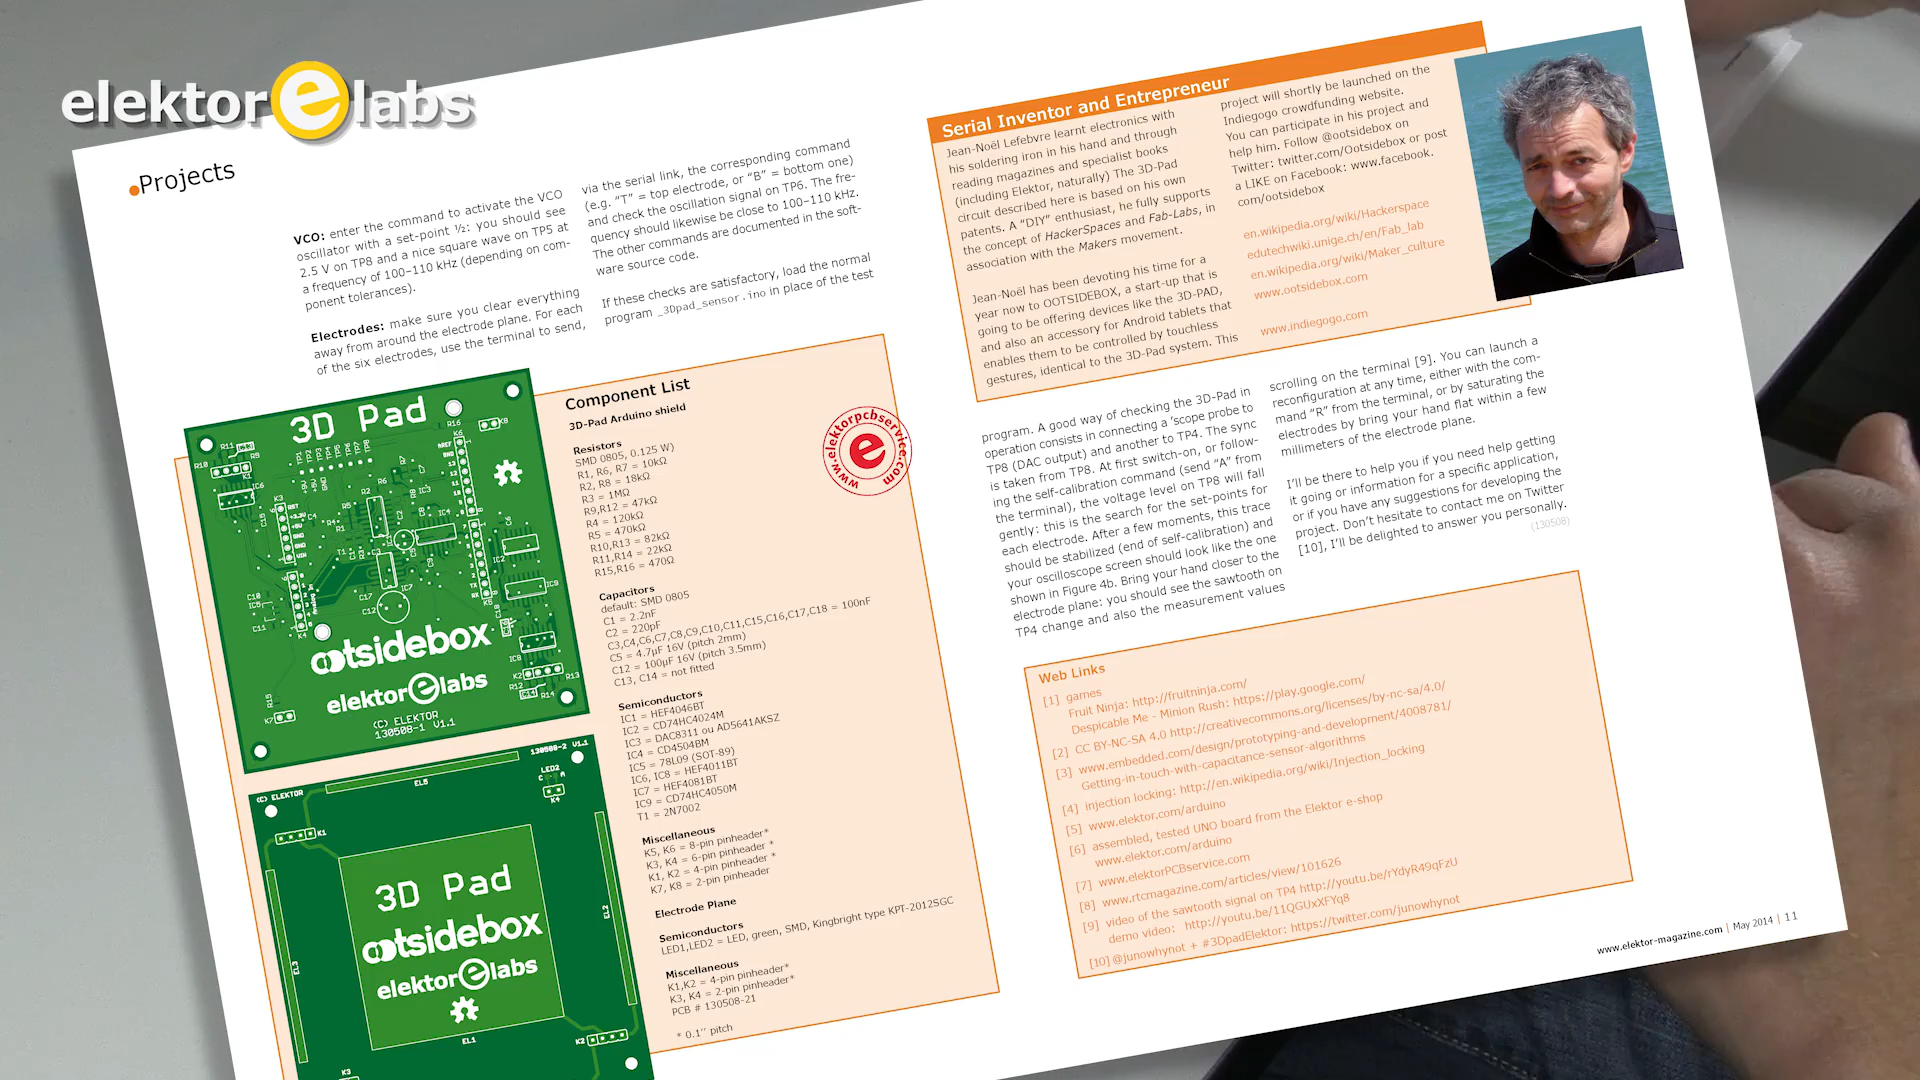 elektor e labs
Projects
VCO: enter the command to activate the VCO
oscillator with a set-point ½: you should see
2.5 V on TP8 and a nice square wave on TP5 at
a frequency of 100–110 kHz (depending on com-
ponent tolerances).
Electrodes: make sure you clear everything
away from around the electrode plane. For each
of the six electrodes, use the terminal to send,
via the serial link, the corresponding command
(e.g. “T” = top electrode, or “B” = bottom one)
and check the oscillation signal on TP6. The fre-
quency should likewise be close to 100–110 kHz.
The other commands are documented in the soft-
ware source code.
If these checks are satisfactory, load the normal
program _3Dpad_sensor.ino in place of the test
3D Pad
ootsidebox
elektor e labs
(C) ELEKTOR
130508-1 V1.1
130508-2 V1.1
(C) ELEKTOR
EL5
LED2
C A
K4
K1
3D Pad
ootsidebox
elektor e labs
EL3
EL2
EL1
K2
K3
Component List
3D-Pad Arduino shield
Resistors
SMD 0805, 0.125 W)
R1, R6, R7 = 10kΩ
R2, R8 = 18kΩ
R3 = 1MΩ
R9,R12 = 47kΩ
R4 = 120kΩ
R5 = 470kΩ
R10,R13 = 82kΩ
R11,R14 = 22kΩ
R15,R16 = 470Ω
Capacitors
default: SMD 0805
C1 = 2.2nF
C2 = 220pF
C3,C4,C6,C7,C8,C9,C10,C11,C15,C16,C17,C18 = 100nF
C5 = 4.7µF 16V (pitch 2mm)
C12 = 100µF 16V (pitch 3.5mm)
C13, C14 = not fitted
Semiconductors
IC1 = HEF4046BT
IC2 = CD74HC4024M
IC3 = DAC8311 ou AD5641AKSZ
IC4 = CD4504BM
IC5 = 78L09 (SOT-89)
IC6, IC8 = HEF4011BT
IC7 = HEF4081BT
IC9 = CD74HC4050M
T1 = 2N7002
Miscellaneous
K5, K6 = 8-pin pinheader*
K3, K4 = 6-pin pinheader *
K1, K2 = 4-pin pinheader *
K7, K8 = 2-pin pinheader
Electrode Plane
Semiconductors
LED1,LED2 = LED, green, SMD, Kingbright type KPT-2012SGC
Miscellaneous
K1,K2 = 4-pin pinheader*
K3, K4 = 2-pin pinheader*
PCB # 130508-21
* 0.1’’ pitch
www.elektorpcbservice.com
e
Serial Inventor and Entrepreneur
Jean-Noël Lefebvre learnt electronics with
his soldering iron in his hand and through
reading magazines and specialist books
(including Elektor, naturally) The 3D-Pad
circuit described here is based on his own
patents. A “DIY” enthusiast, he fully supports
the concept of HackerSpaces and Fab-Labs, in
association with the Makers movement.
Jean-Noël has been devoting his time for a
year now to OOTSIDEBOX, a start-up that is
going to be offering devices like the 3D-PAD,
and also an accessory for Android tablets that
enables them to be controlled by touchless
gestures, identical to the 3D-Pad system. This
project will shortly be launched on the
Indiegogo crowdfunding website.
You can participate in his project and
help him. Follow @ootsidebox on
Twitter: twitter.com/Ootsidebox or post
a LIKE on Facebook: www.facebook.
com/ootsidebox
en.wikipedia.org/wiki/Hackerspace
edutechwiki.unige.ch/en/Fab_lab
en.wikipedia.org/wiki/Maker_culture
www.ootsidebox.com
www.indiegogo.com
program. A good way of checking the 3D-Pad in
operation consists in connecting a ’scope probe to
TP8 (DAC output) and another to TP4. The sync
is taken from TP8. At first switch-on, or follow-
ing the self-calibration command (send “A” from
the terminal), the voltage level on TP8 will fall
gently: this is the search for the set-points for
each electrode. After a few moments, this trace
should be stabilized (end of self-calibration) and
your oscilloscope screen should look like the one
shown in Figure 4b. Bring your hand closer to the
electrode plane: you should see the sawtooth on
TP4 change and also the measurement values
scrolling on the terminal [9]. You can launch a
reconfiguration at any time, either with the com-
mand “R” from the terminal, or by saturating the
electrodes by bring your hand flat within a few
millimeters of the electrode plane.
I’ll be there to help you if you need help getting
it going or information for a specific application,
or if you have any suggestions for developing the
project. Don’t hesitate to contact me on Twitter
[10], I’ll be delighted to answer you personally.
(130508)
Web Links
[1] games
Fruit Ninja: http://fruitninja.com/
Despicable Me - Minion Rush: https://play.google.com/
[2] CC BY-NC-SA 4.0 http://creativecommons.org/licenses/by-nc-sa/4.0/
[3] www.embedded.com/design/prototyping-and-development/4008781/
Getting-in-touch-with-capacitance-sensor-algorithms
[4] injection locking: http://en.wikipedia.org/wiki/Injection_locking
[5] www.elektor.com/arduino
[6] assembled, tested UNO board from the Elektor e-shop
www.elektor.com/arduino
[7] www.elektorPCBservice.com
[8] www.rtcmagazine.com/articles/view/101626
[9] video of the sawtooth signal on TP4 http://youtu.be/rYdyR49qFzU
demo video: http://youtu.be/11QGUxXFYq8
[10] @junowhynot + #3DpadElektor: https://twitter.com/junowhynot
www.elektor-magazine.com | May 2014 | 11